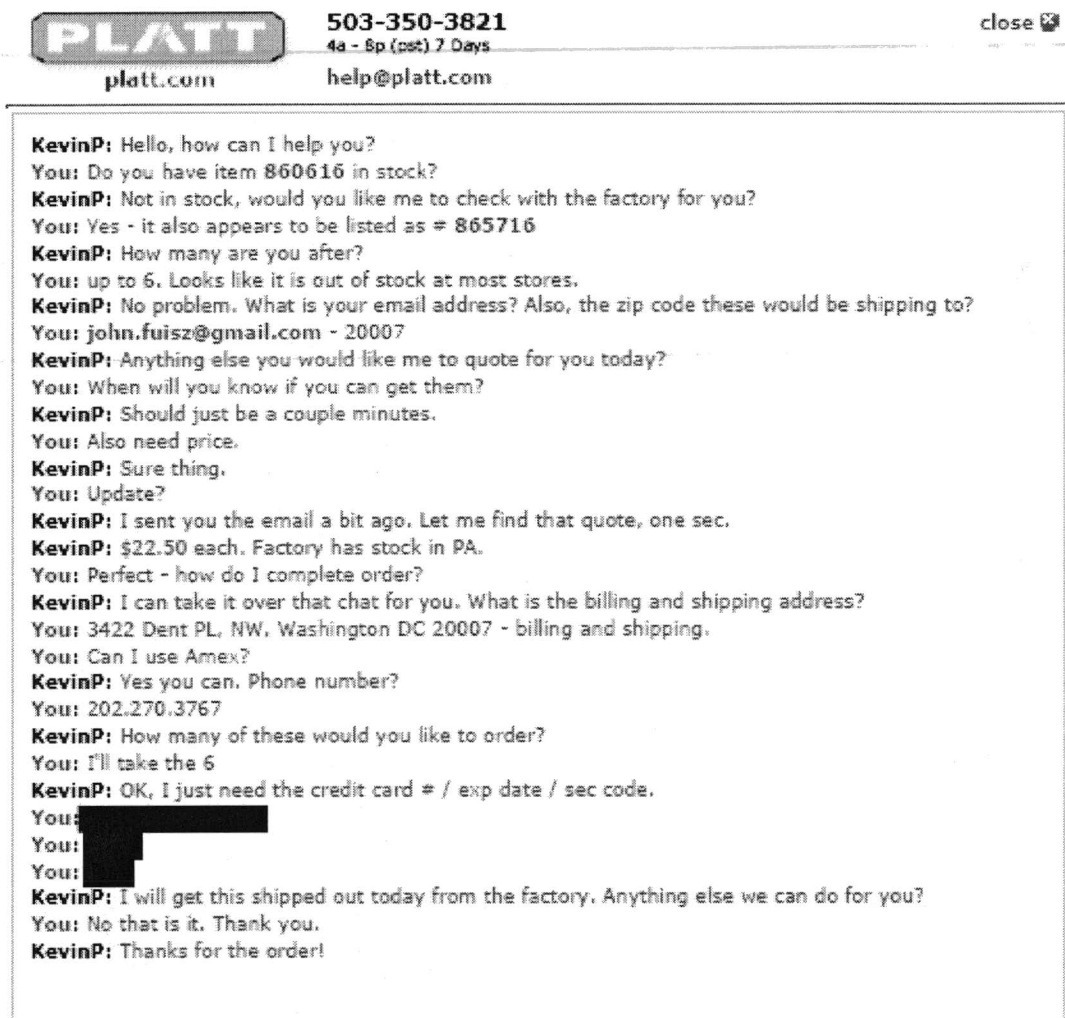 PLATT
platt.com
503-350-3821
4a - 8p (pst) 7 Days
help@platt.com
close
KevinP: Hello, how can I help you?
You: Do you have item 860616 in stock?
KevinP: Not in stock, would you like me to check with the factory for you?
You: Yes - it also appears to be listed as # 865716
KevinP: How many are you after?
You: up to 6. Looks like it is out of stock at most stores.
KevinP: No problem. What is your email address? Also, the zip code these would be shipping to?
You: john.fuisz@gmail.com - 20007
KevinP: Anything else you would like me to quote for you today?
You: When will you know if you can get them?
KevinP: Should just be a couple minutes.
You: Also need price.
KevinP: Sure thing.
You: Update?
KevinP: I sent you the email a bit ago. Let me find that quote, one sec.
KevinP: $22.50 each. Factory has stock in PA.
You: Perfect - how do I complete order?
KevinP: I can take it over that chat for you. What is the billing and shipping address?
You: 3422 Dent PL, NW, Washington DC 20007 - billing and shipping.
You: Can I use Amex?
KevinP: Yes you can. Phone number?
You: 202.270.3767
KevinP: How many of these would you like to order?
You: I'll take the 6
KevinP: OK, I just need the credit card # / exp date / sec code.
You:
You:
You:
KevinP: I will get this shipped out today from the factory. Anything else we can do for you?
You: No that is it. Thank you.
KevinP: Thanks for the order!